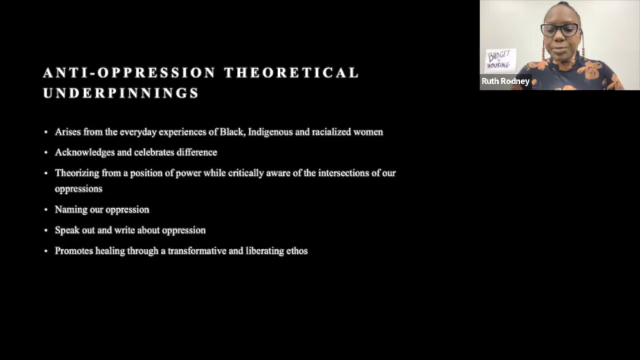 ANTI-OPPRESSION THEORETICAL
UNDERPINNINGS
• Arises from the everyday experiences of Black, Indigenous and racialized women
• Acknowledges and celebrates difference
• Theorizing from a position of power while critically aware of the intersections of our
oppressions
• Naming our oppression
• Speak out and write about oppression
• Promotes healing through a transformative and liberating ethos
Ruth Rodney